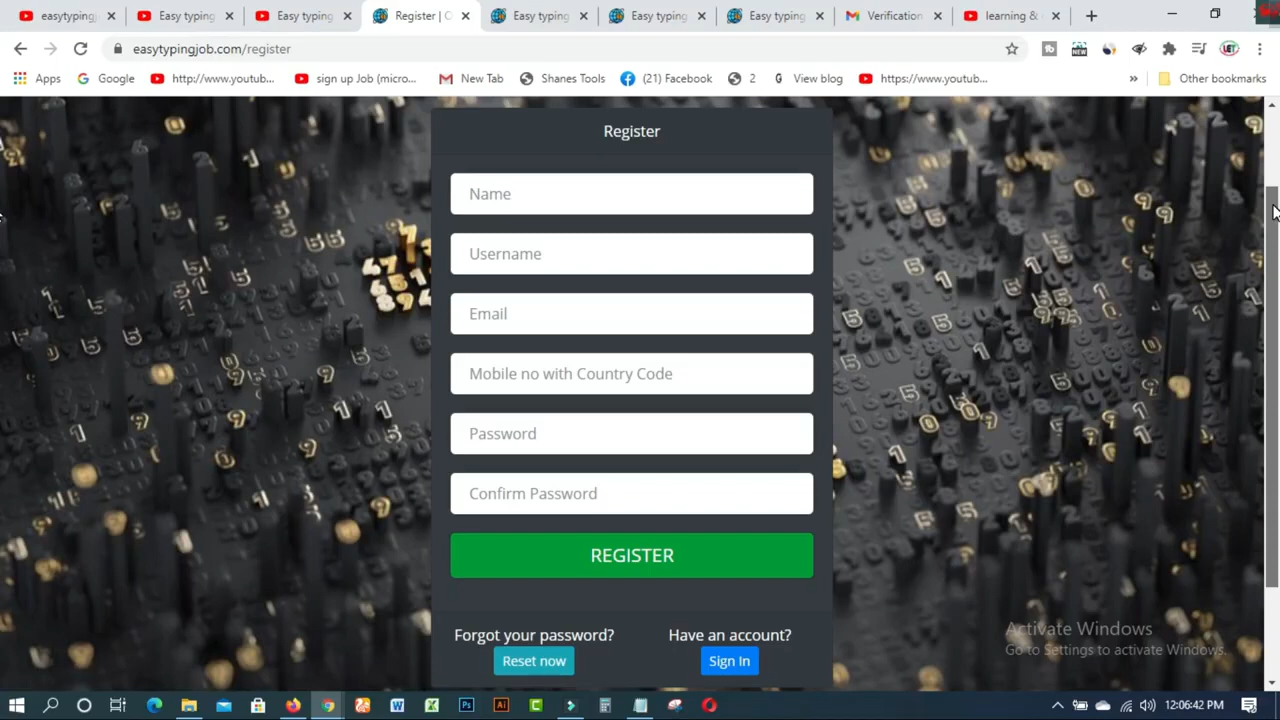 easytyping
Easy typing
Easy typing
Register | C
Easy typing
Easy typing
Easy typing
Verification
learning &
easytypingjob.com/register
NEW
LET
Apps
Google
http://www.youtub...
sign up Job (micro...
New Tab
Shanes Tools
(21) Facebook
2
View blog
https://www.youtub...
Other bookmarks
Register
Name
Username
Email
Mobile no with Country Code
Password
Confirm Password
REGISTER
Forgot your password?
Have an account?
Reset now
Sign In
Activate Windows
Go to Settings to activate Windows.
12:06:42 PM